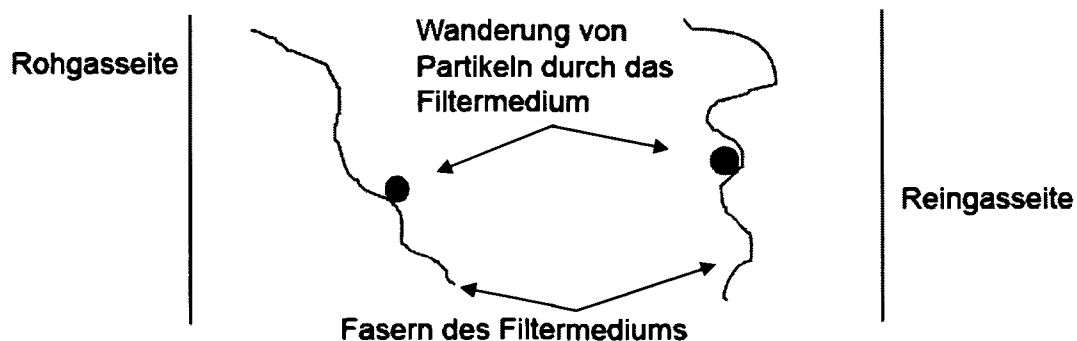 Rohgasseite
Wanderung von
Partikeln durch das
Filtermedium
Reingasseite
Fasern des Filtermediums